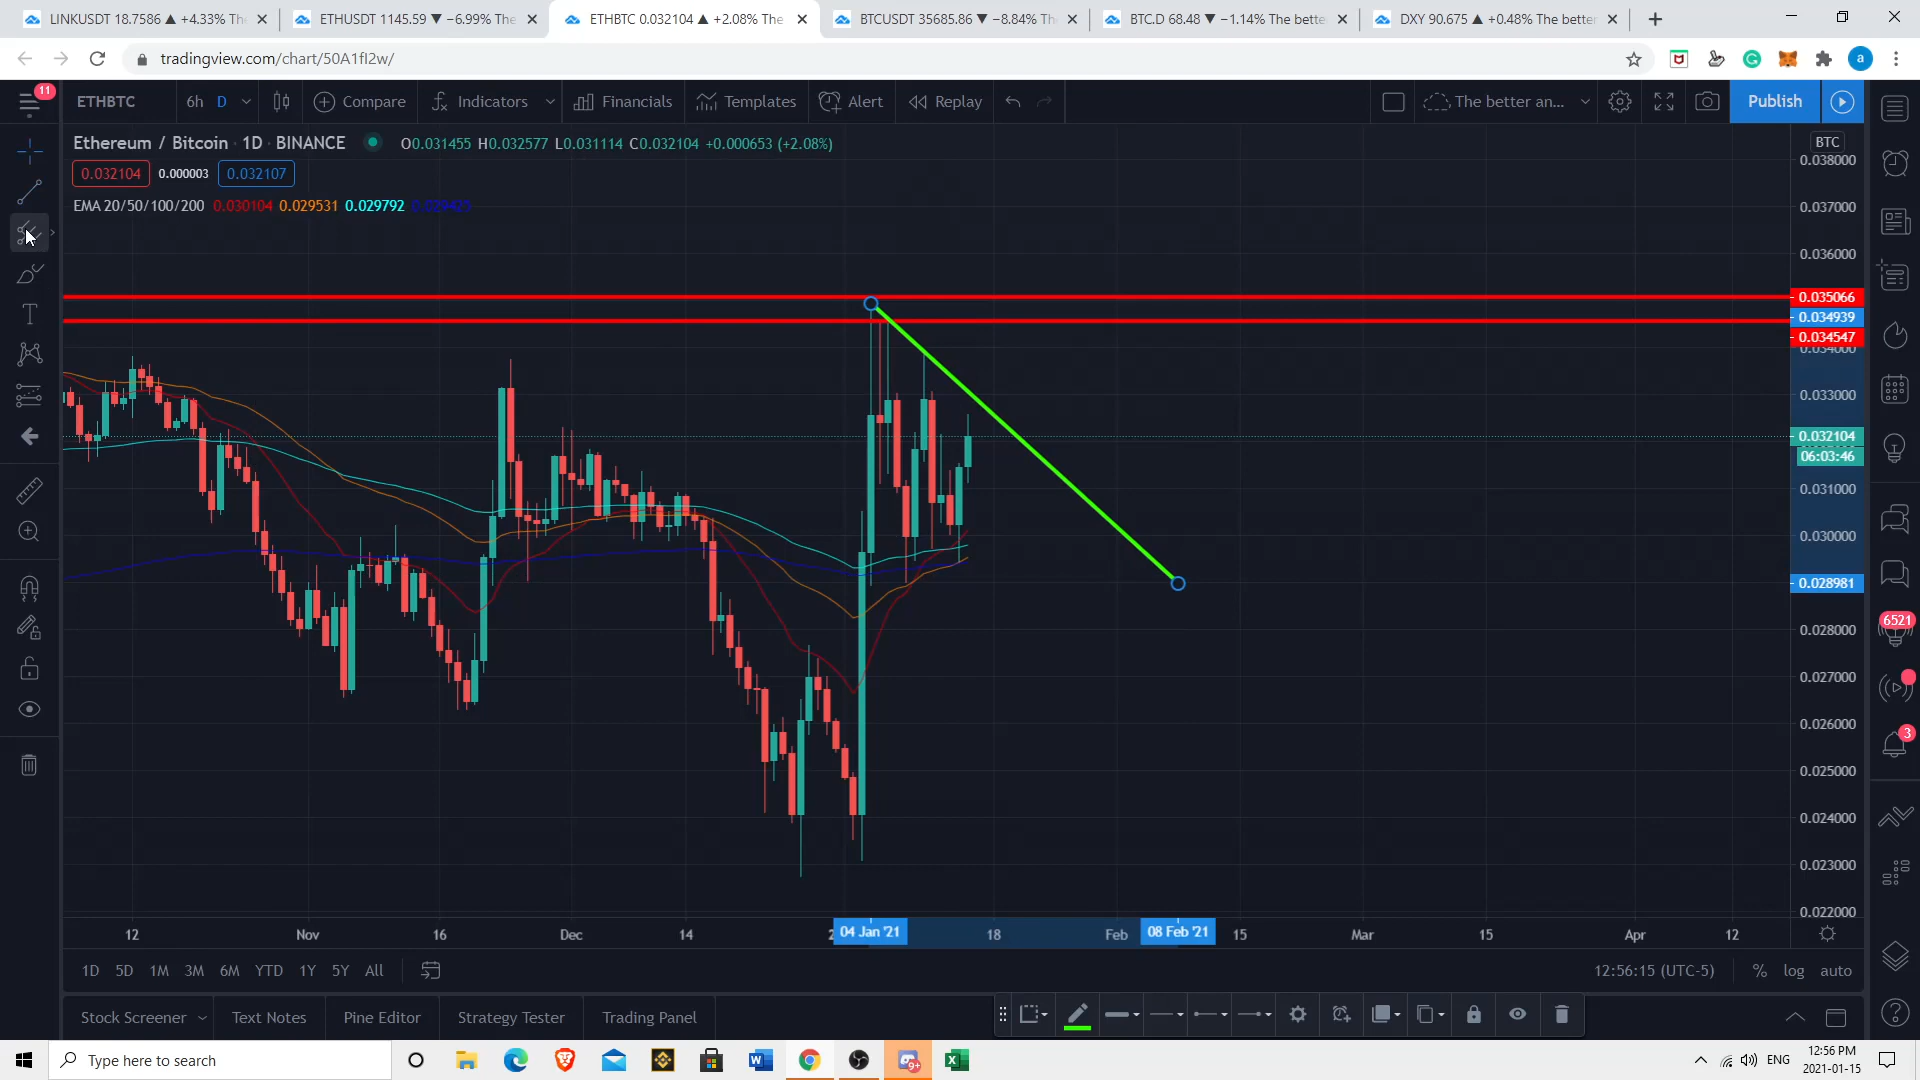 LINKUSDT 18.7586 ▲ +4.33% The
ETHUSDT 1145.59 ▼ −6.99% The
ETHBTC 0.032104 ▲ +2.08% The
BTCUSDT 35685.86 ▼ −8.84% Th
BTC.D 68.48 ▼ −1.14% The bette
DXY 90.675 ▲ +0.48% The better
tradingview.com/chart/50A1fI2w/
a
11
ETHBTC
6h D
Compare
Indicators
Financials
Templates
Alert
Replay
The better an...
Publish
Ethereum / Bitcoin · 1D · BINANCE
O0.031455 H0.032577 L0.031114 C0.032104 +0.000653 (+2.08%)
0.032104 0.000003 0.032107
EMA 20/50/100/200 0.030104 0.029531 0.029792
BTC
0.038000
0.037000
0.036000
0.035066
0.034939
0.034547
0.034000
0.033000
0.032104
06:03:46
0.031000
0.030000
0.028981
0.028000
0.027000
0.026000
0.025000
0.024000
0.023000
0.022000
6521
3
12 Nov 16 Dec 14 2 04 Jan '21 18 Feb 08 Feb '21 15 Mar 15 Apr 12
1D 5D 1M 3M 6M YTD 1Y 5Y All
12:56:15 (UTC-5) % log auto
Stock Screener Text Notes Pine Editor Strategy Tester Trading Panel
Type here to search
9+
ENG
12:56 PM
2021-01-15